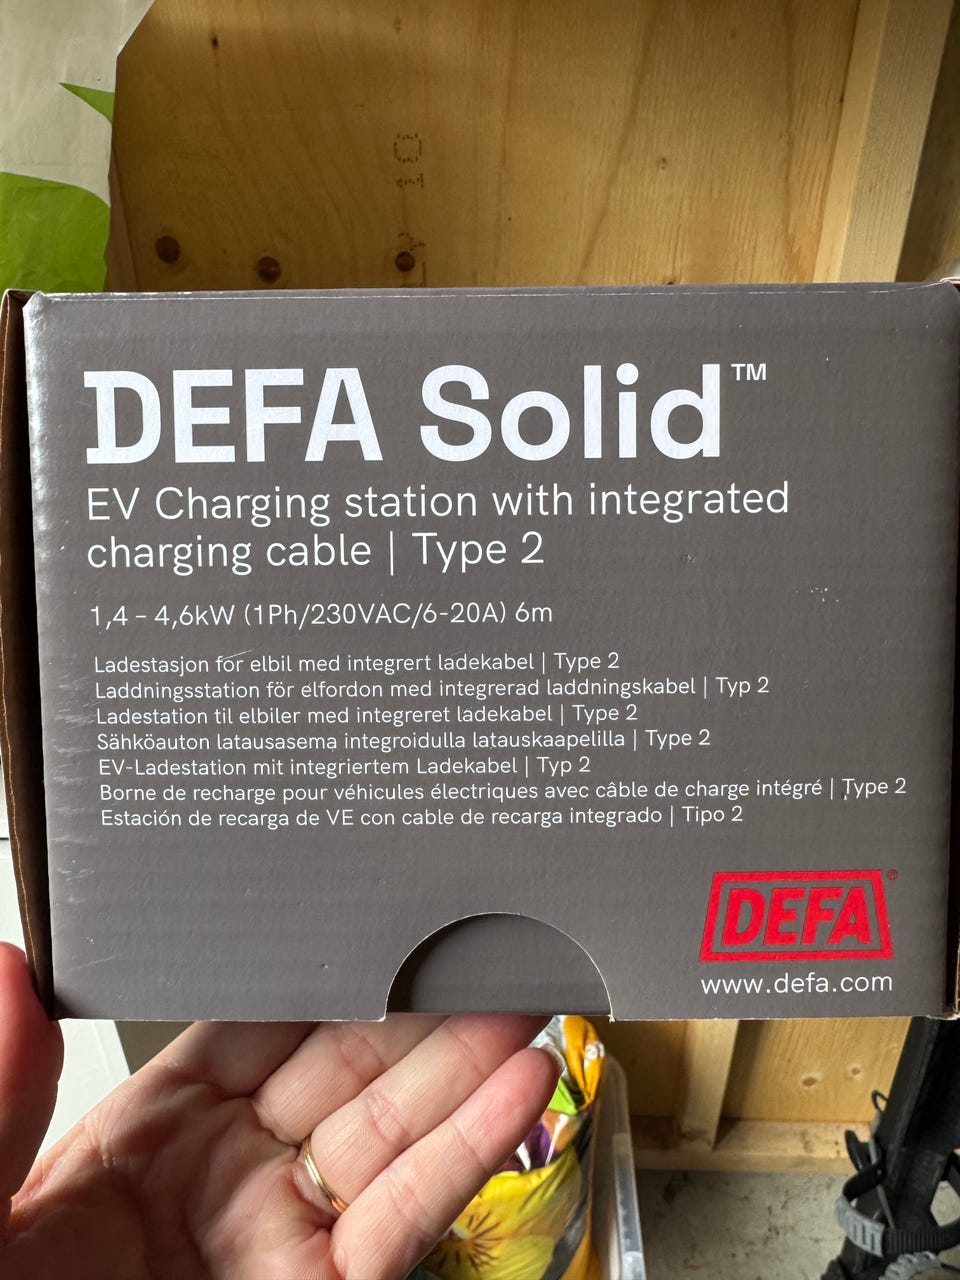 DEFA Solid™
EV Charging station with integrated
charging cable | Type 2
1,4 – 4,6kW (1Ph/230VAC/6-20A) 6m
Ladestasjon for elbil med integrert ladekabel | Type 2
Laddningsstation för elfordon med integrerad laddningskabel | Typ 2
Ladestation til elbiler med integreret ladekabel | Type 2
Sähköauton latausasema integroidulla latauskaapelilla | Type 2
EV-Ladestation mit integriertem Ladekabel | Typ 2
Borne de recharge pour véhicules électriques avec câble de charge intégré | Type 2
Estación de recarga de VE con cable de recarga integrado | Tipo 2
DEFA®
www.defa.com